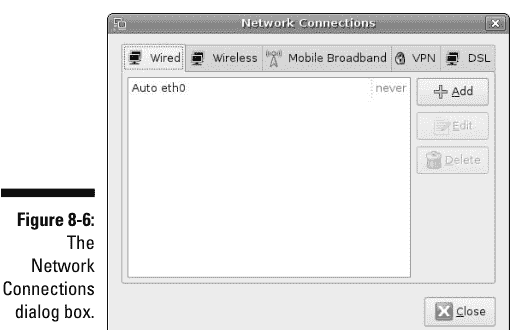 Network Connections
Wired Wireless Mobile Broadband VPN DSL
Auto eth0 never
Add
Edit
Delete
Close
Figure 8-6:
The
Network
Connections
dialog box.